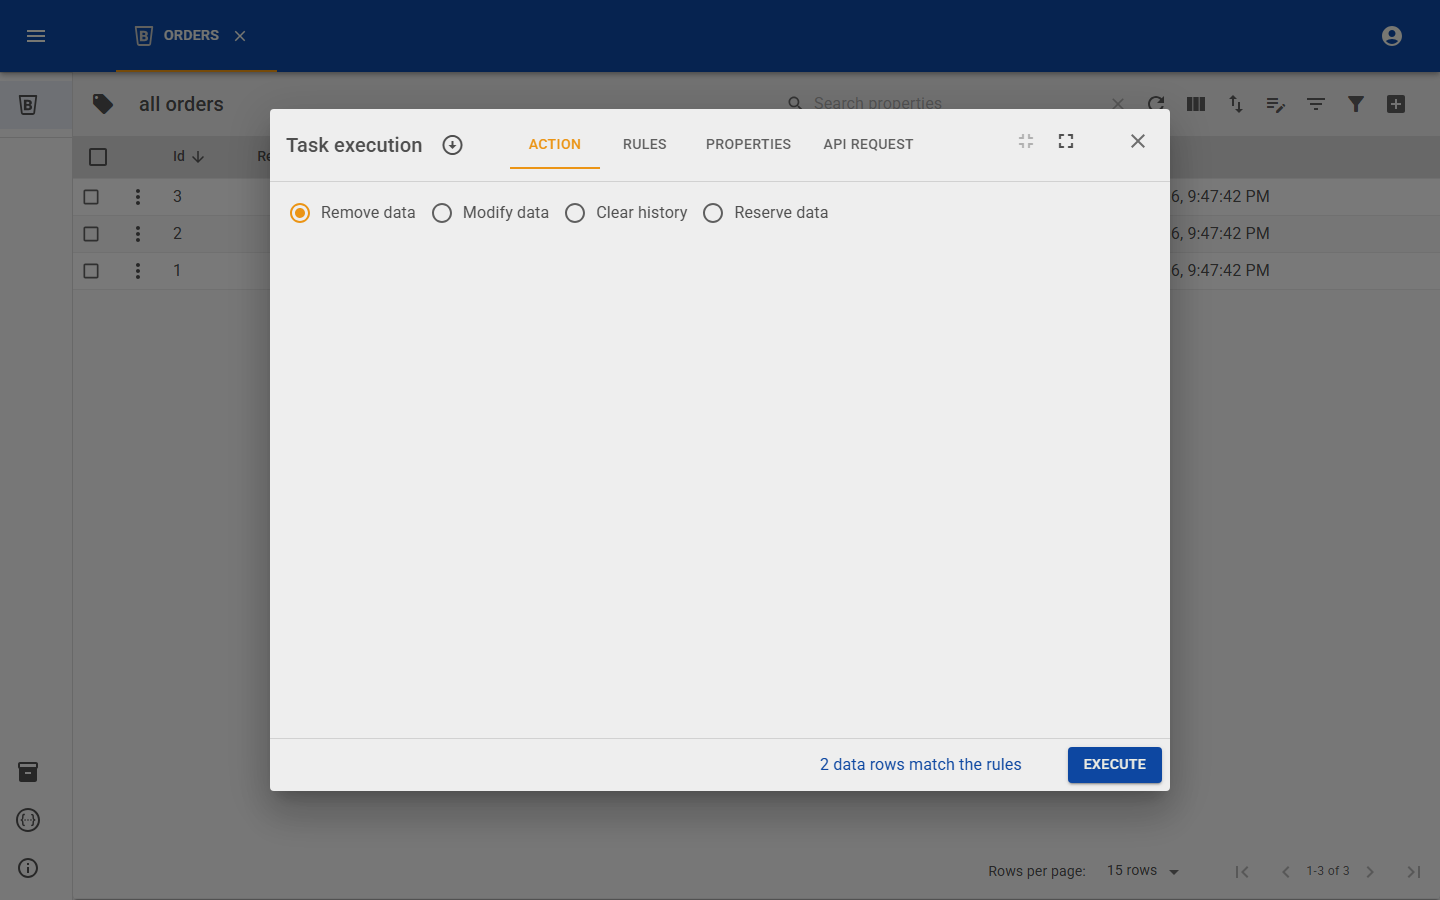 ORDERS
all orders
Search properties
Id
Re
3
6, 9:47:42 PM
2
6, 9:47:42 PM
1
6, 9:47:42 PM
Task execution
ACTION
RULES
PROPERTIES
API REQUEST
Remove data
Modify data
Clear history
Reserve data
2 data rows match the rules
EXECUTE
Rows per page:
15 rows
1-3 of 3